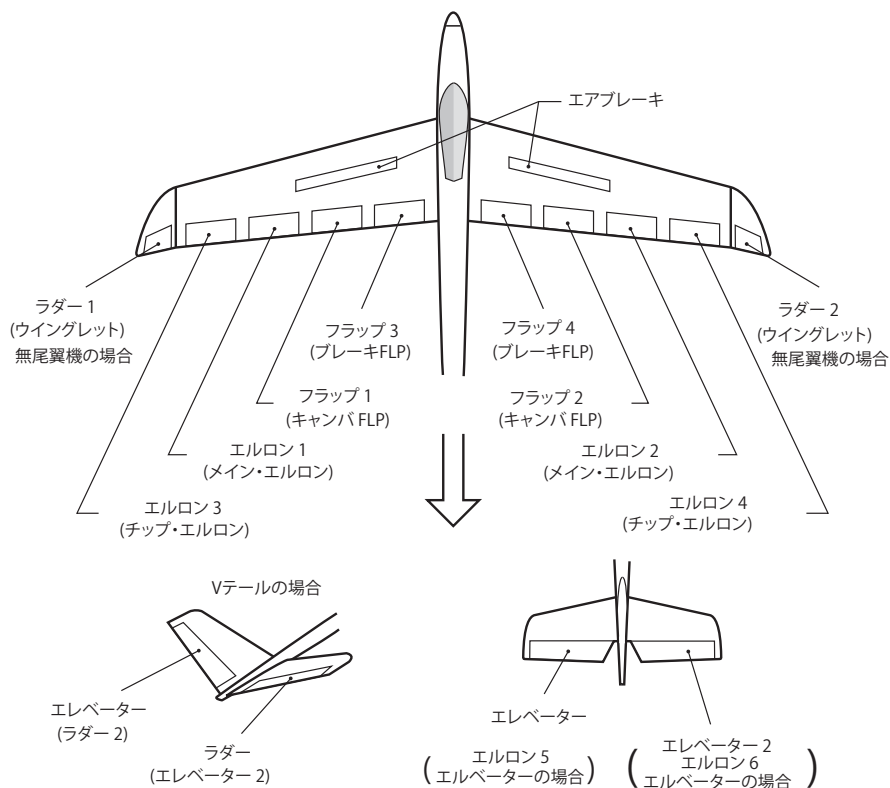 エアブレーキ
ラダー 1
(ウイングレット)
無尾翼機の場合
フラップ 3
(ブレーキFLP)
フラップ 4
(ブレーキFLP)
ラダー 2
(ウイングレット)
無尾翼機の場合
フラップ 1
(キャンバ FLP)
フラップ 2
(キャンバ FLP)
エルロン 1
(メイン・エルロン)
エルロン 2
(メイン・エルロン)
エルロン 3
(チップ・エルロン)
エルロン 4
(チップ・エルロン)
Vテールの場合
エレベーター
(ラダー 2)
ラダー
(エレベーター 2)
エレベーター
(エルロン 5
エルベーターの場合)
(エレベーター 2
エルロン 6
エルベーターの場合)